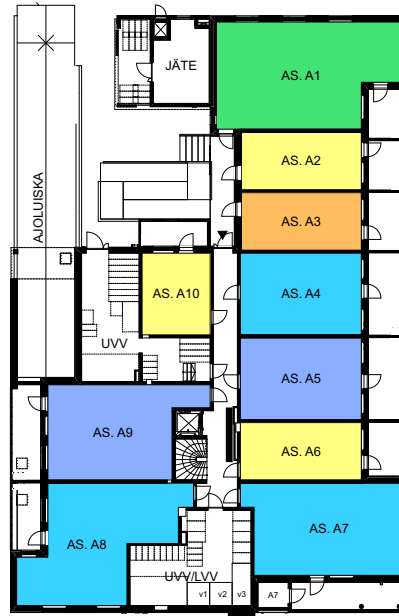 JÄTE
AS. A1
AS. A2
AJOLUISKA
AS. A3
AS. A10
AS. A4
UVV
AS. A5
AS. A9
AS. A6
AS. A7
AS. A8
UVV/LVV
v1
v2
v3
A7